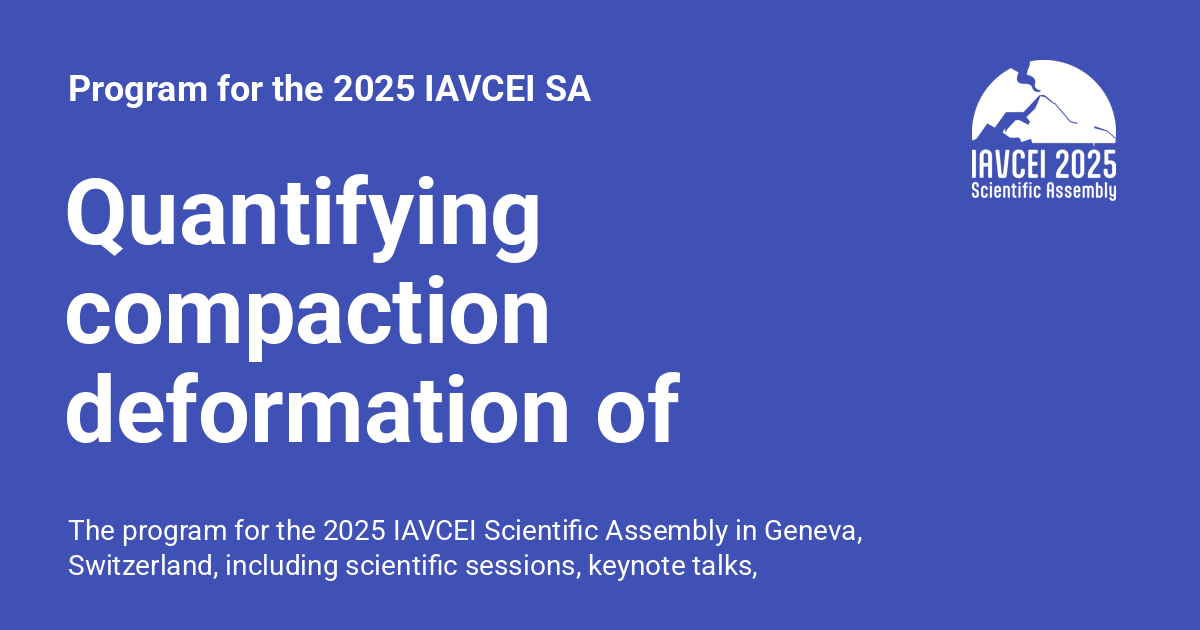 Program for the 2025 IAVCEI SA
IAVCEI 2025
Scientific Assembly
Quantifying
compaction
deformation of
The program for the 2025 IAVCEI Scientific Assembly in Geneva,
Switzerland, including scientific sessions, keynote talks,